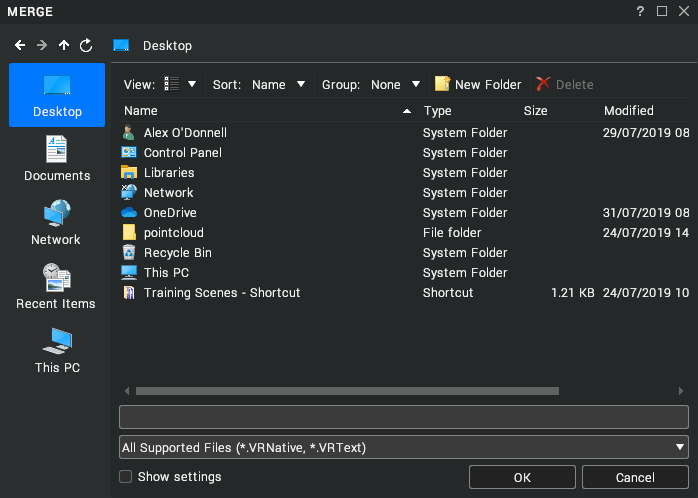 MERGE ?
Desktop
View: Sort: Name Group: None New Folder Delete
Desktop
Documents
Network
Recent Items
This PC
Name Type Size Modified
Alex O'Donnell System Folder 29/07/2019 08
Control Panel System Folder
Libraries System Folder
Network System Folder
OneDrive System Folder 31/07/2019 08
pointcloud File folder 24/07/2019 14
Recycle Bin System Folder
This PC System Folder
Training Scenes - Shortcut Shortcut 1.21 KB 24/07/2019 10
All Supported Files (*.VRNative, *.VRText)
Show settings OK Cancel